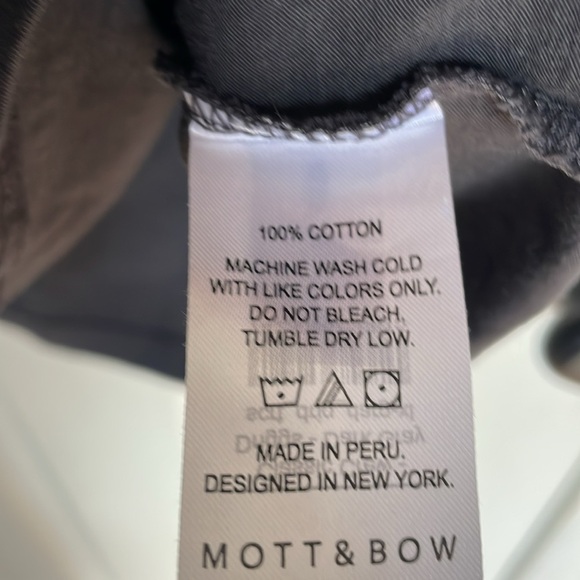 100% COTTON
MACHINE WASH COLD
WITH LIKE COLORS ONLY.
DO NOT BLEACH.
TUMBLE DRY LOW.
MADE IN PERU.
DESIGNED IN NEW YORK.
MOTT & BOW